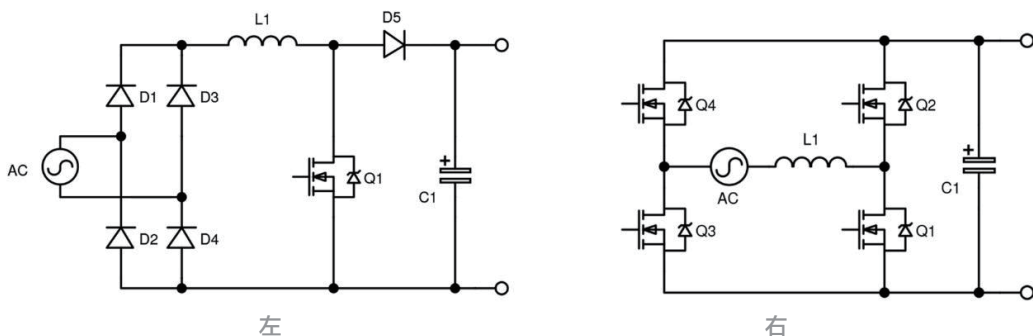 L1
D5
D1
D3
AC
Q1
+
C1
D2
D4
左
Q4
Q2
L1
AC
+
C1
Q3
Q1
右